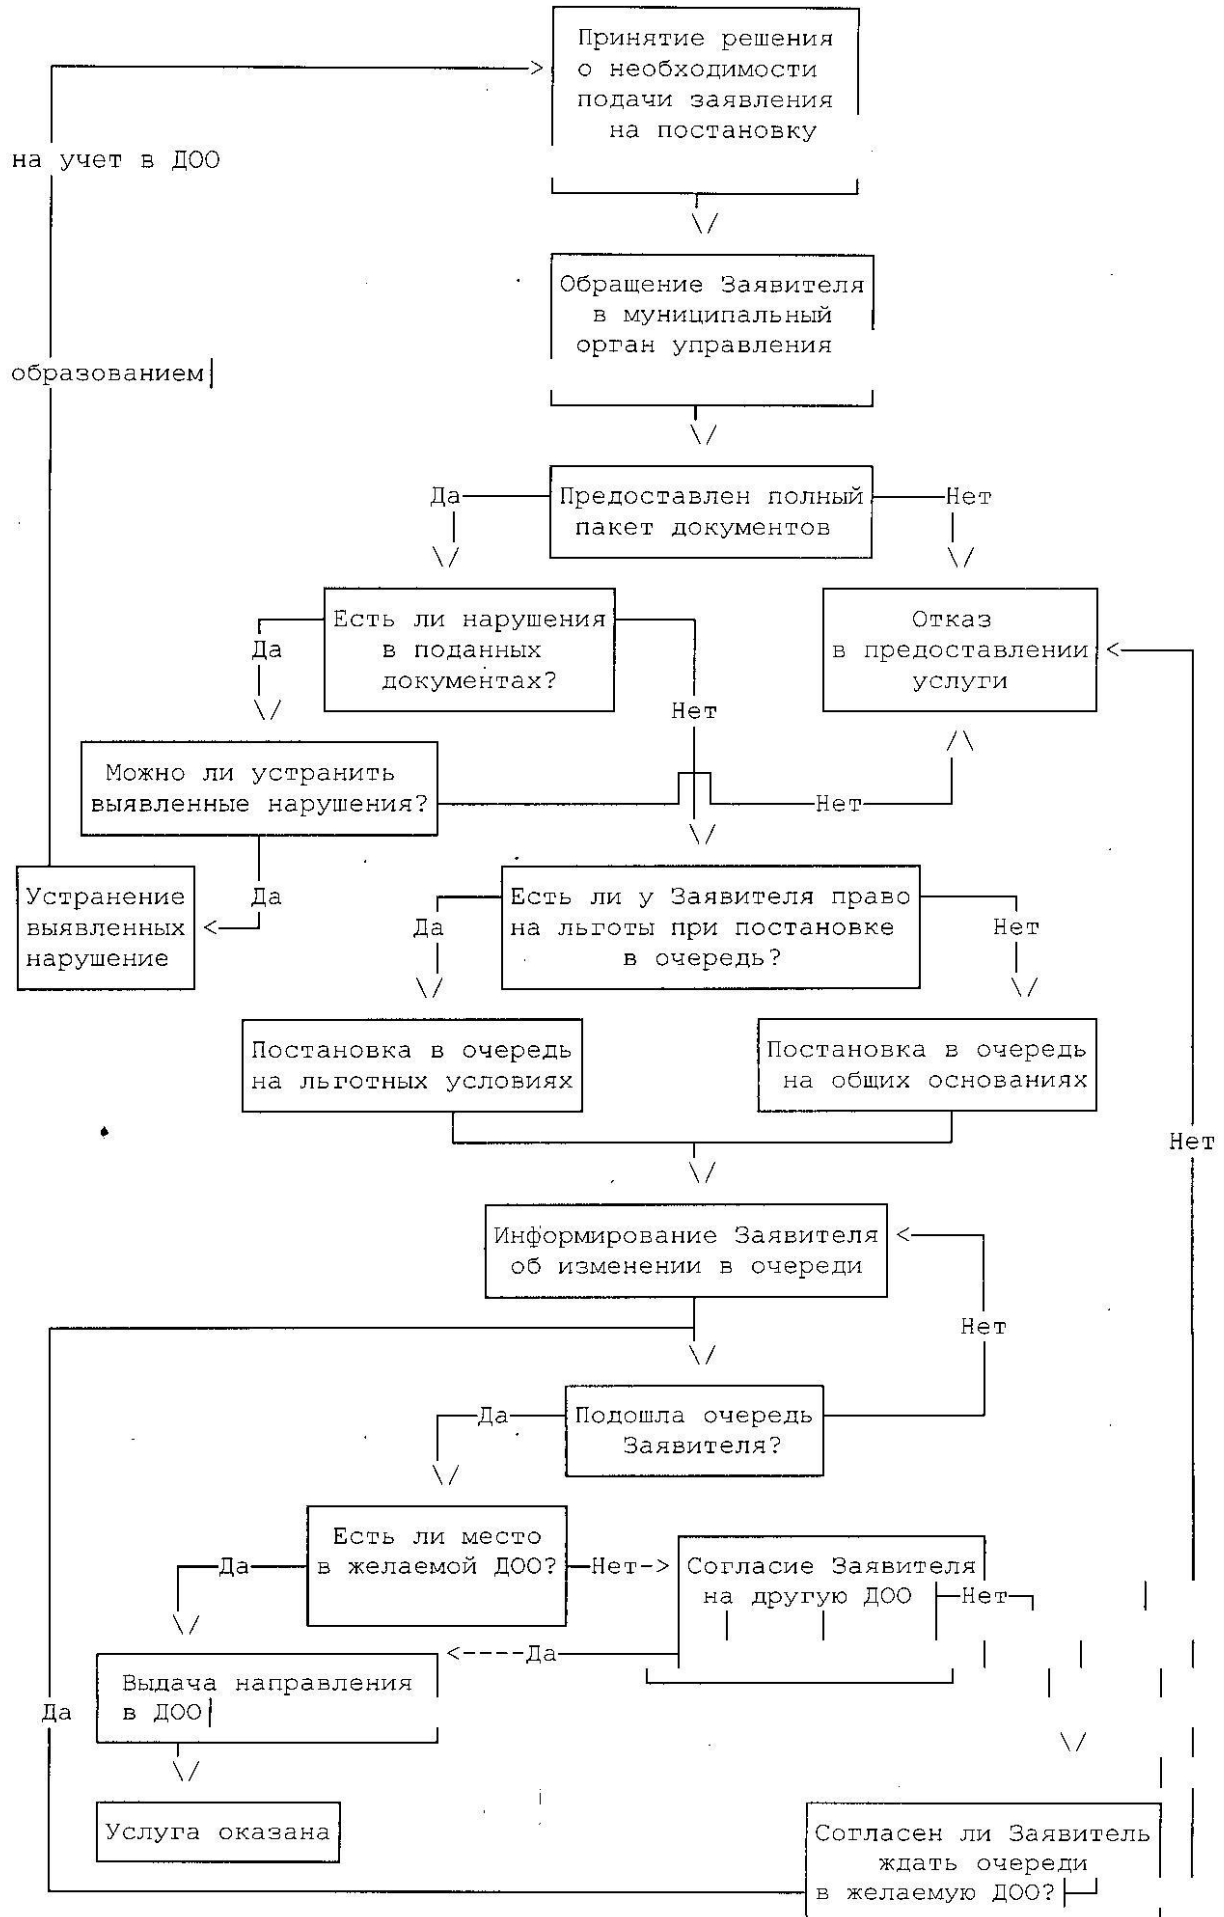 Принятие решения
о необходимости
подачи заявления
на постановку
на учет в ДОО
Обращение Заявителя
в муниципальный
орган управления
образованием
Да
Предоставлен полный
пакет документов
Нет
Есть ли нарушения
в поданных
документах?
Да
Нет
Отказ
в предоставлении
услуги
Можно ли устранить
выявленные нарушения?
Нет
Да
Устранение
выявленных
нарушение
Есть ли у Заявителя право
на льготы при постановке
в очередь?
Да
Нет
Постановка в очередь
на льготных условиях
Постановка в очередь
на общих основаниях
Нет
Информирование Заявителя
об изменении в очереди
Нет
Да
Подошла очередь
Заявителя?
Есть ли место
в желаемой ДОО?
Да
Нет->
Согласие Заявителя
на другую ДОО
Нет
<----Да
Выдача направления
в ДОО
Да
Услуга оказана
Согласен ли Заявитель
ждать очереди
в желаемую ДОО?